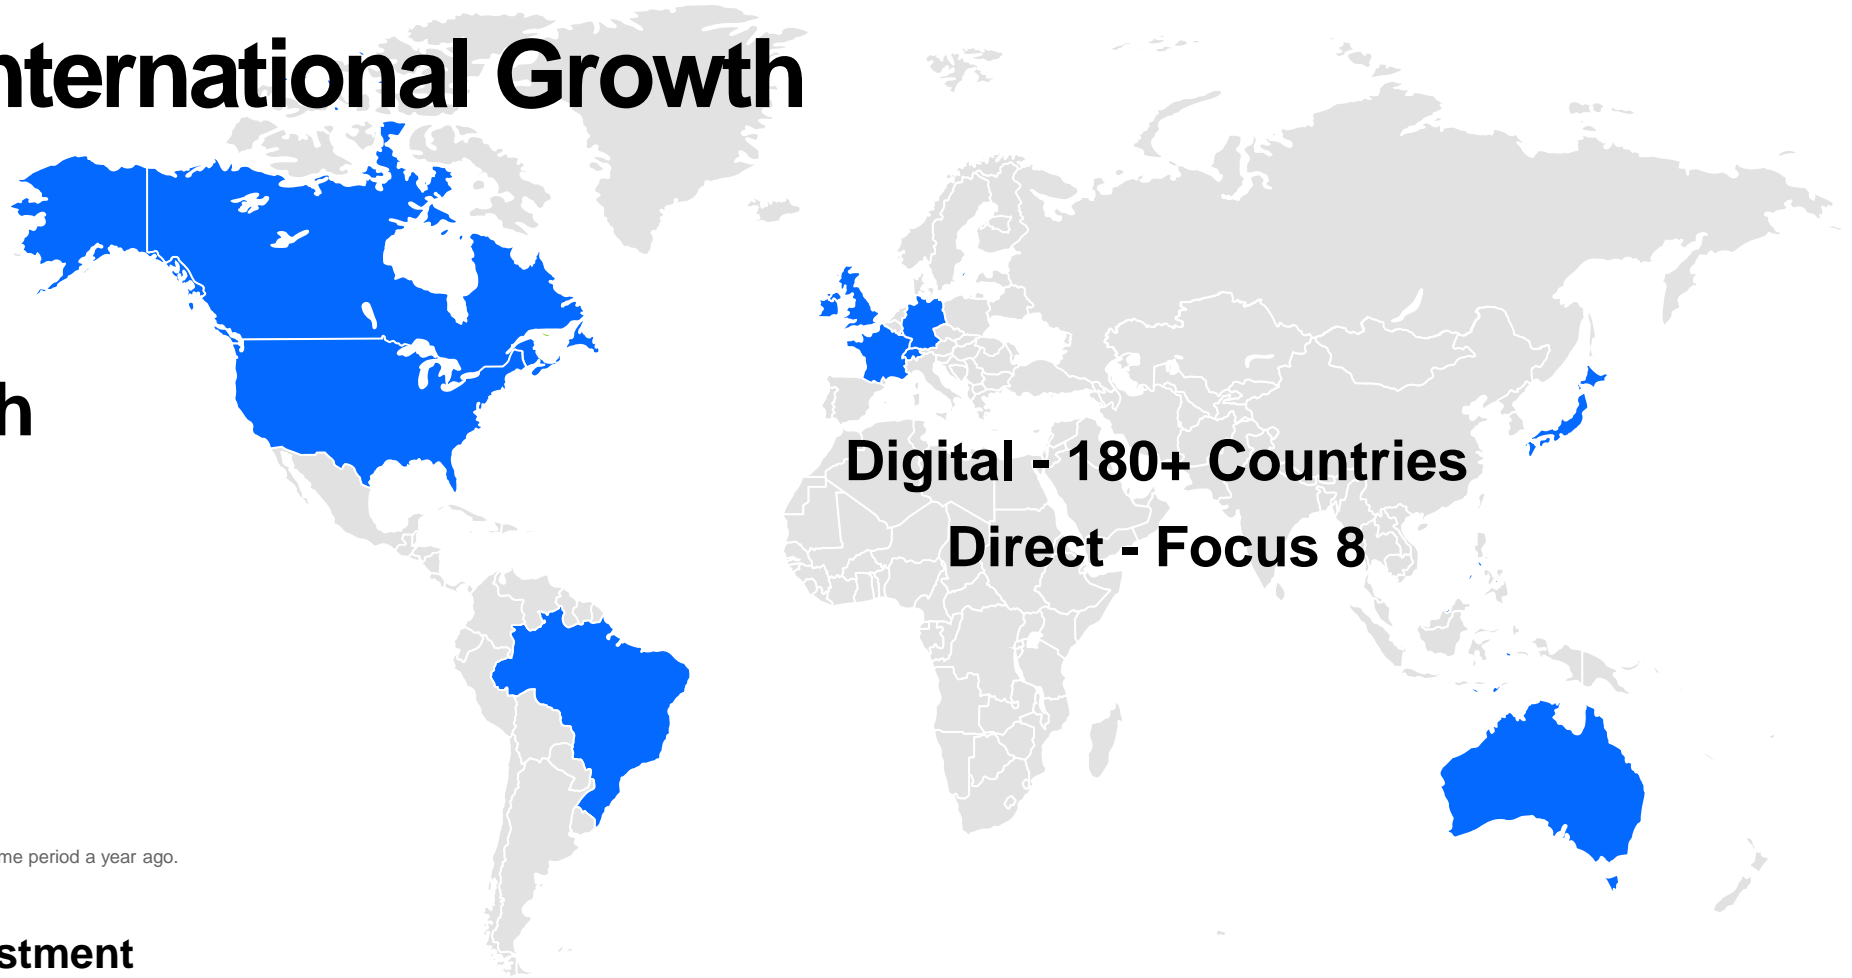 nternational Growth
h
Digital - 180+ Countries
Direct - Focus 8
me period a year ago.
stment